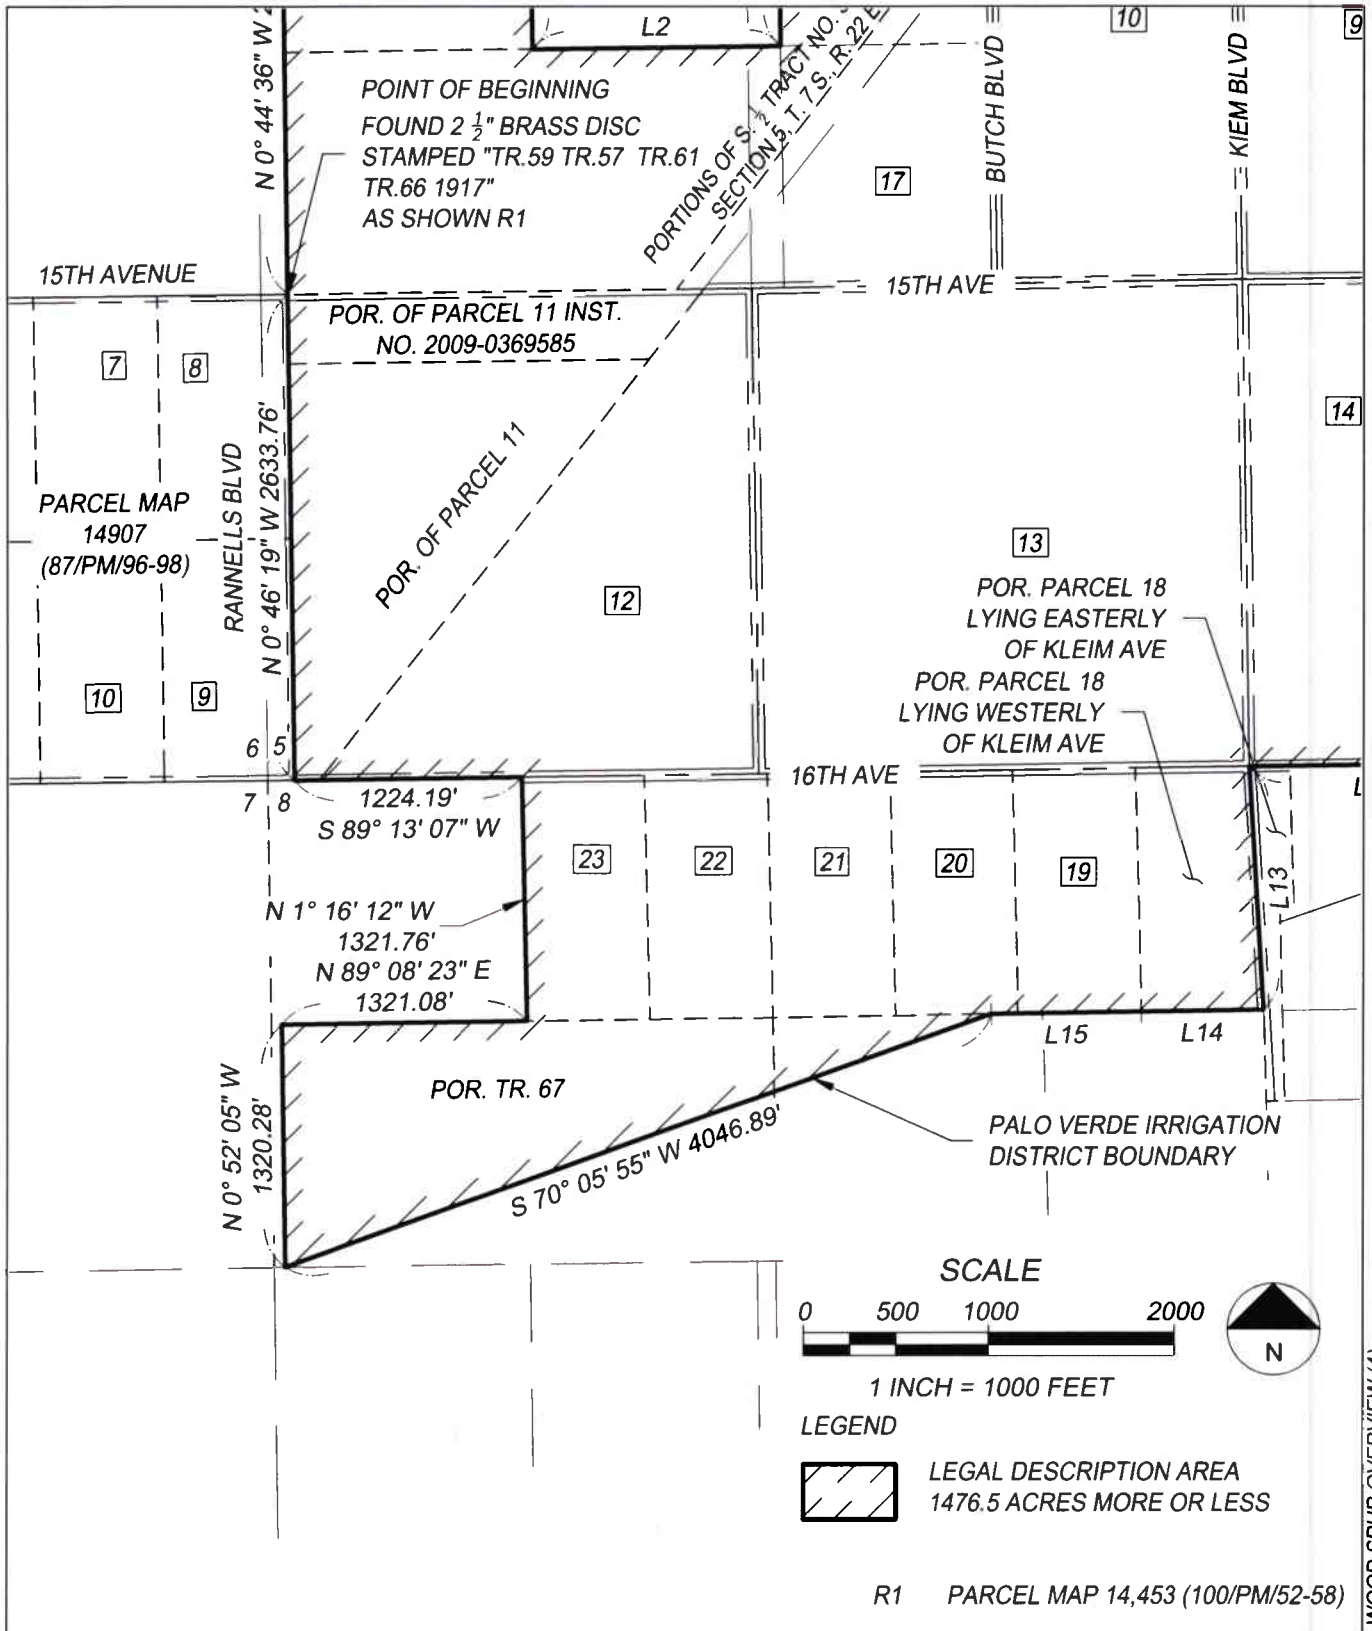 L2
10
9
N 0° 44' 36" W
BUTCH BLVD
KIEM BLVD
PORTIONS OF S. ½ TRACT NO.
SECTION 5, T. 7 S., R. 22 E
POINT OF BEGINNING
FOUND 2 ½" BRASS DISC
STAMPED "TR.59 TR.57 TR.61
TR.66 1917"
AS SHOWN R1
17
15TH AVENUE
15TH AVE
POR. OF PARCEL 11 INST.
NO. 2009-0369585
7
8
14
RANNELLS BLVD
N 0° 46' 19" W 2633.76'
POR. OF PARCEL 11
PARCEL MAP
14907
(87/PM/96-98)
13
12
POR. PARCEL 18
LYING EASTERLY
OF KLEIM AVE
POR. PARCEL 18
LYING WESTERLY
OF KLEIM AVE
10
9
6 5
7 8
16TH AVE
1224.19'
S 89° 13' 07" W
23
22
21
20
19
L13
N 1° 16' 12" W
1321.76'
N 89° 08' 23" E
1321.08'
L15
L14
POR. TR. 67
N 0° 52' 05" W
1320.28'
S 70° 05' 55" W 4046.89'
PALO VERDE IRRIGATION
DISTRICT BOUNDARY
SCALE
0 500 1000 2000
N
1 INCH = 1000 FEET
LEGEND
LEGAL DESCRIPTION AREA
1476.5 ACRES MORE OR LESS
R1 PARCEL MAP 14,453 (100/PM/52-58)